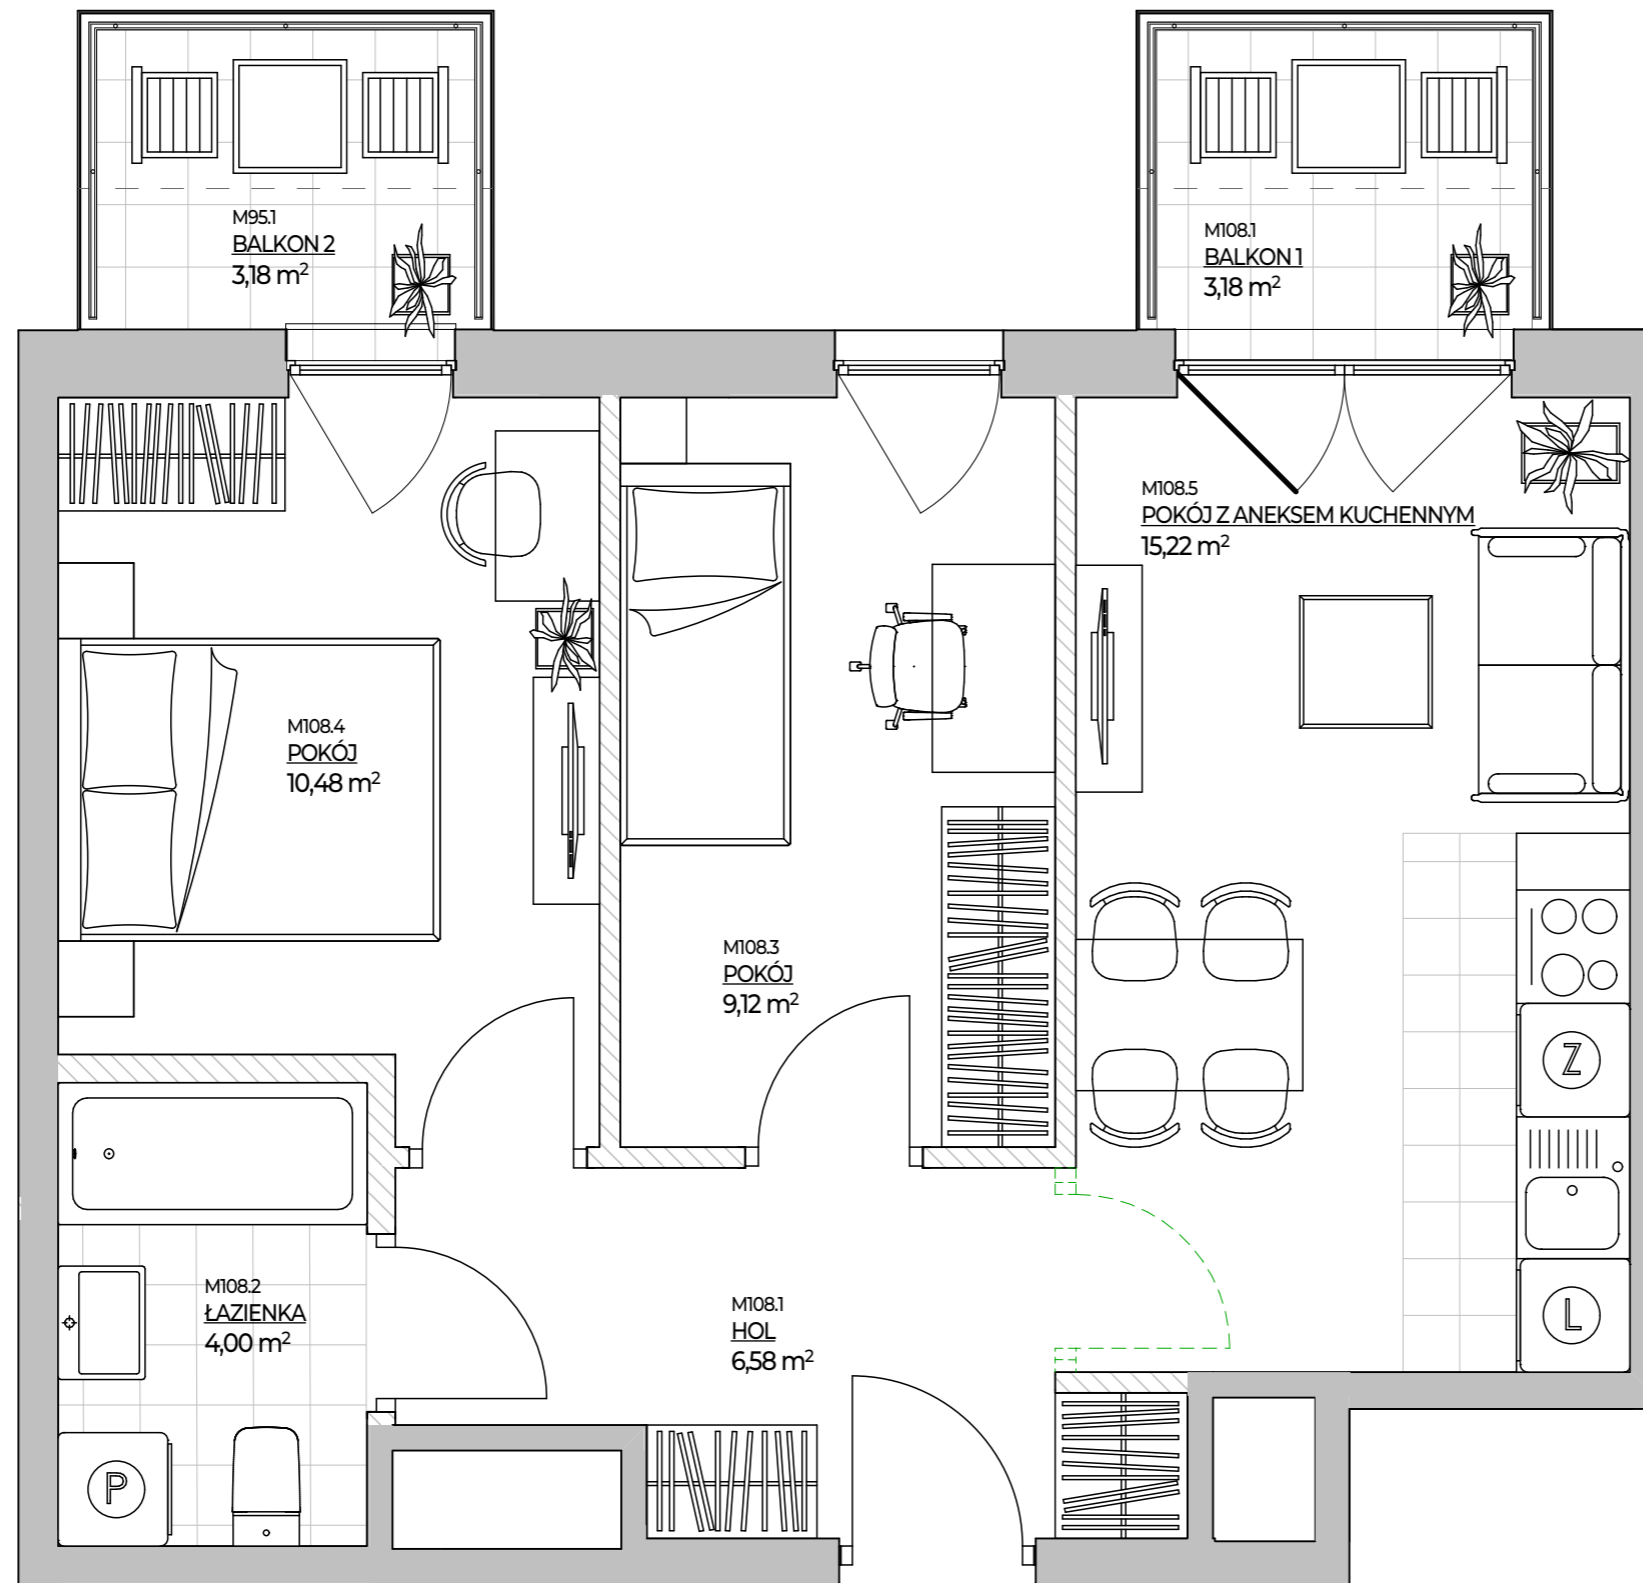 M95.1
BALKON 2
3,18 m²
M108.1
BALKON 1
3,18 m²
M108.5
POKÓJ Z ANEKSEM KUCHENNYM
15,22 m²
M108.4
POKÓJ
10,48 m²
M108.3
POKÓJ
9,12 m²
Z
M108.2
ŁAZIENKA
4,00 m²
M108.1
HOL
6,58 m²
L
P